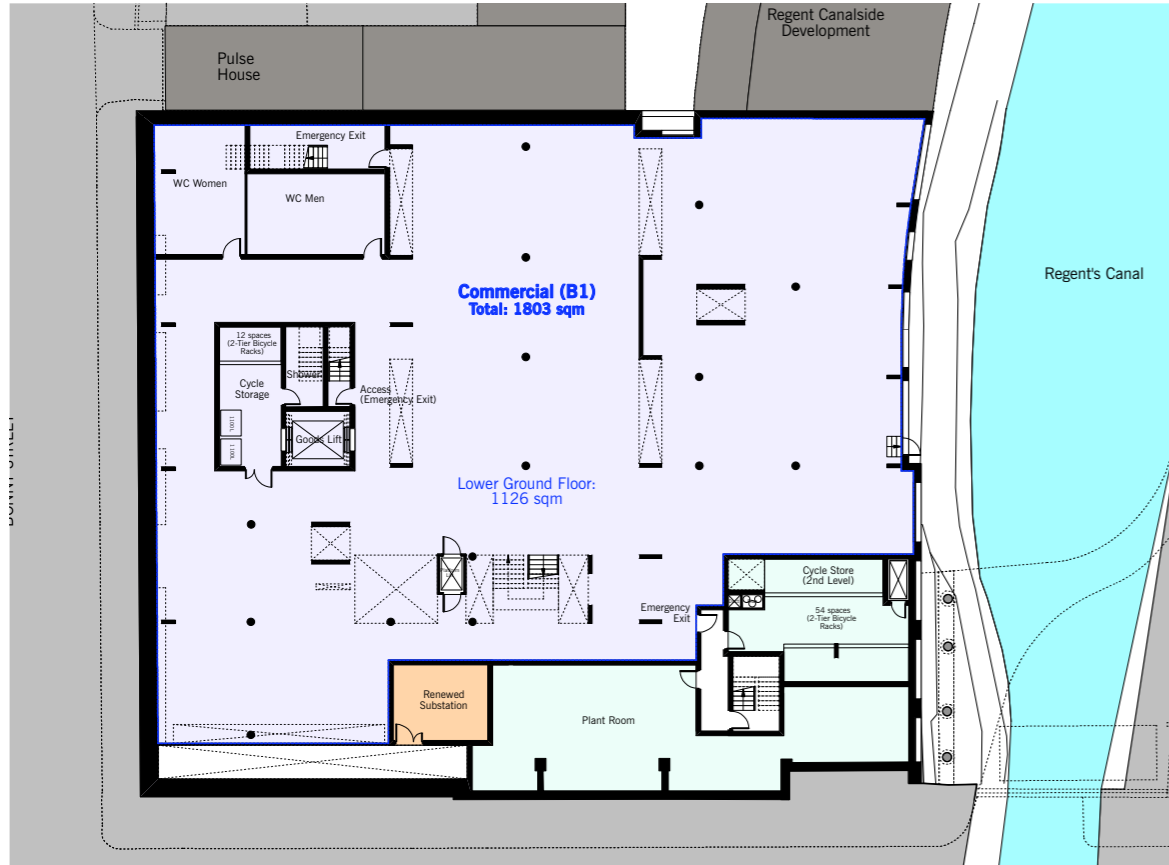 Regent Canalside
Development
Pulse
House
Emergency Exit
WC Women
WC Men
Regent's Canal
Commercial (B1)
Total: 1803 sqm
12 spaces
(2-Tier Bicycle
Racks)
Shower
Cycle
Storage
Access
(Emergency Exit)
1100L
1100L
Goods Lift
Lower Ground Floor:
1126 sqm
Cycle Store
(2nd Level)
Emergency
Exit
54 spaces
(2-Tier Bicycle
Racks)
Renewed
Substation
Plant Room